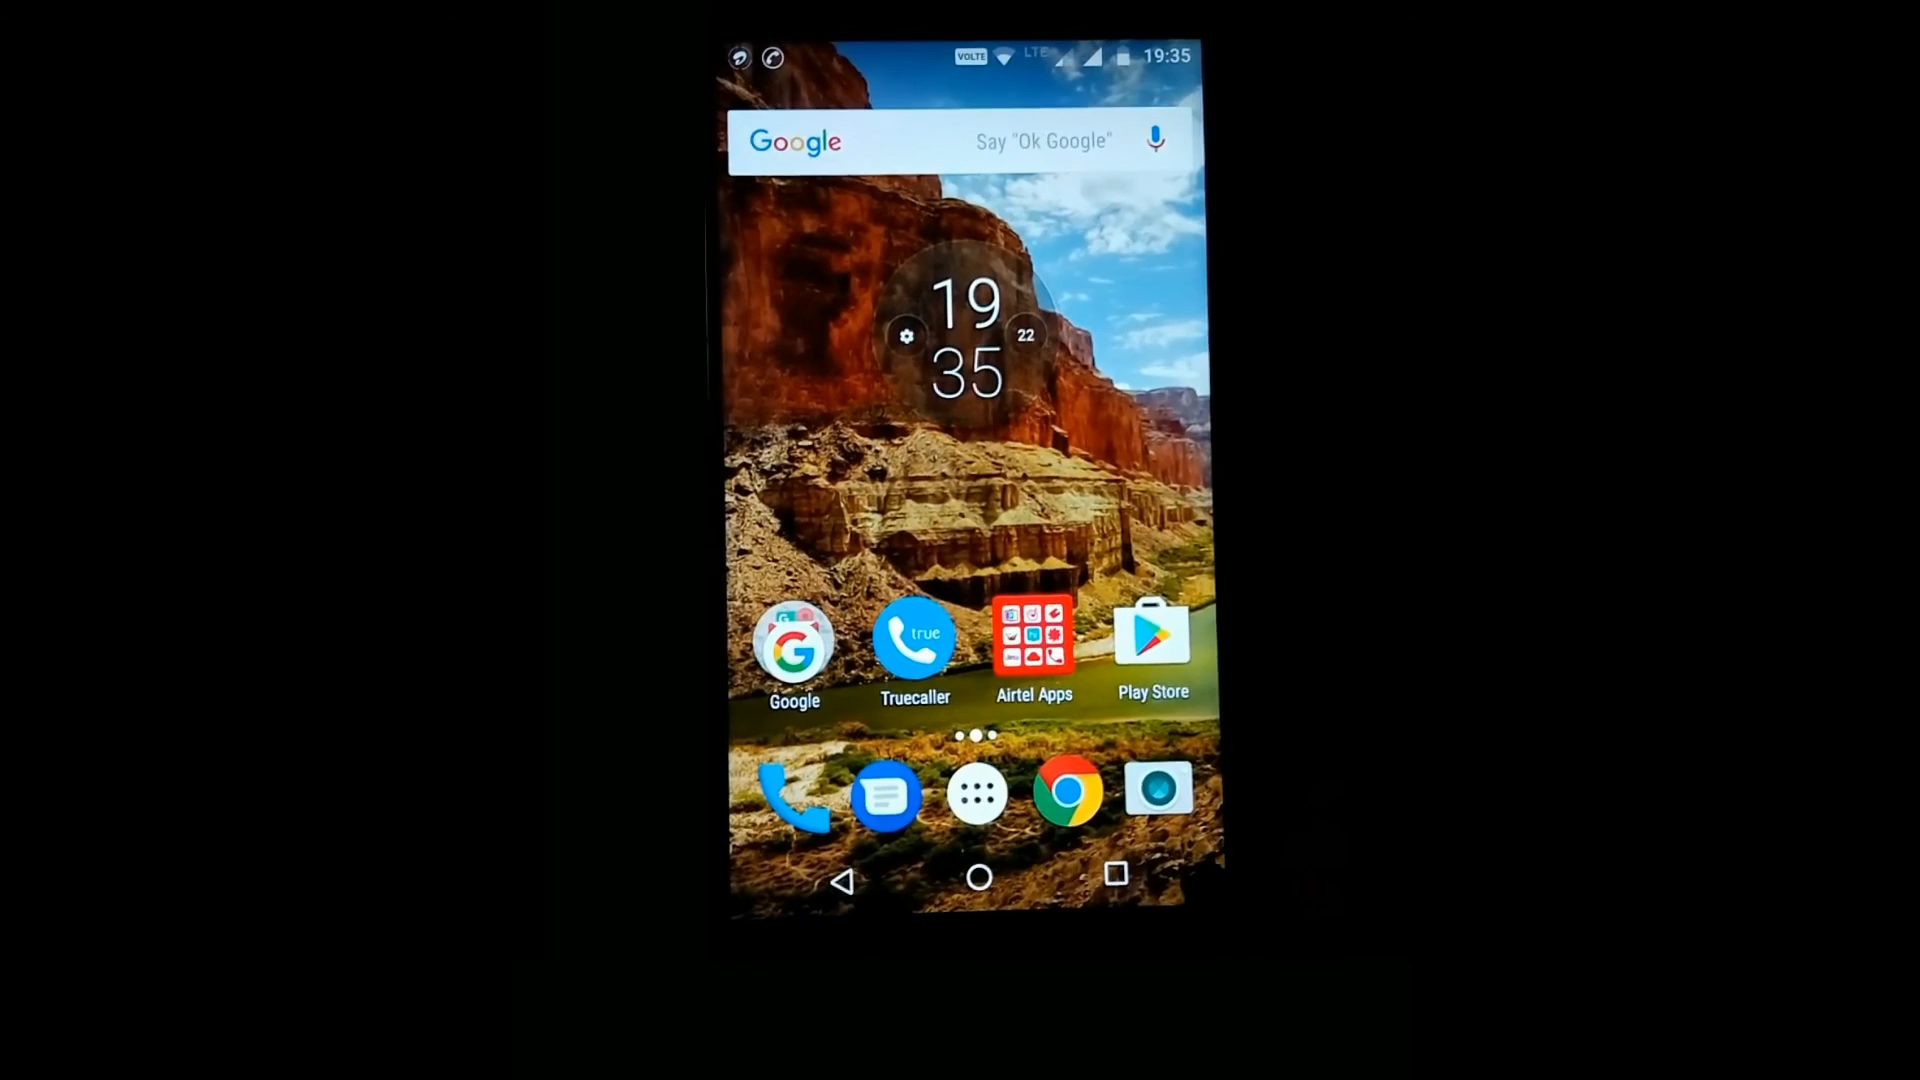 VOLTE LTE 19:35
Google Say "Ok Google"
19
22
35
true
Google Truecaller Airtel Apps Play Store